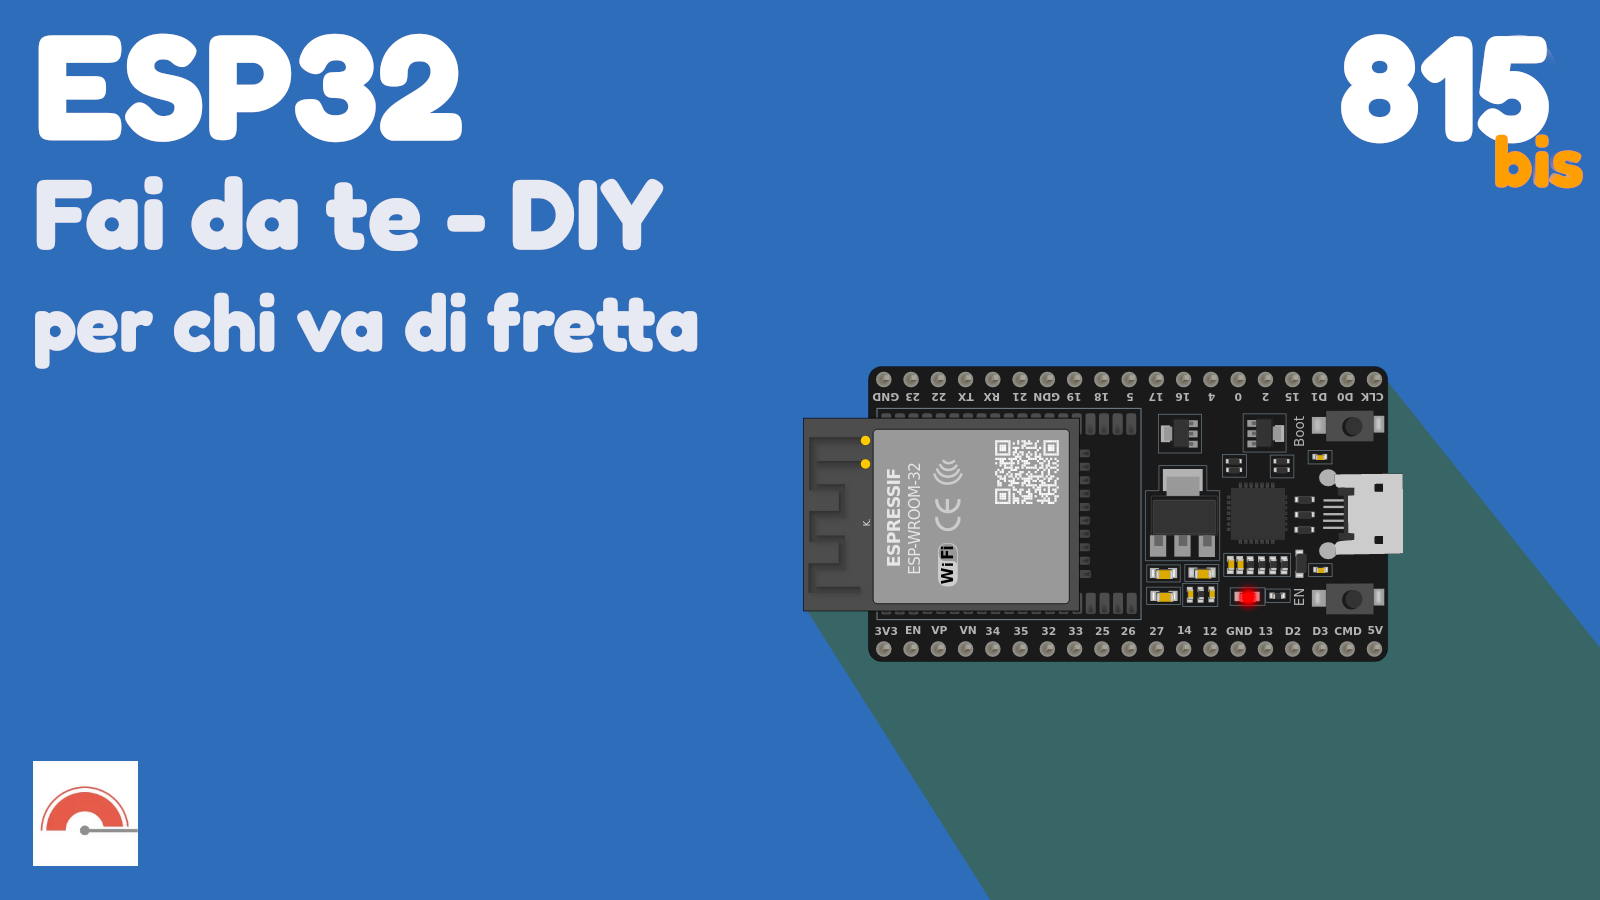 ESP32
815
bis
Fai da te - DIY
per chi va di fretta
GND 23 22 TX RX 21 GND 19 18 5 17 16 4 0 2 15 D1 D0 CLK
Boot
K.
ESPRESSIF
ESP-WROOM-32
CE
WiFi
EN
3V3 EN VP VN 34 35 32 33 25 26 27 14 12 GND 13 D2 D3 CMD 5V